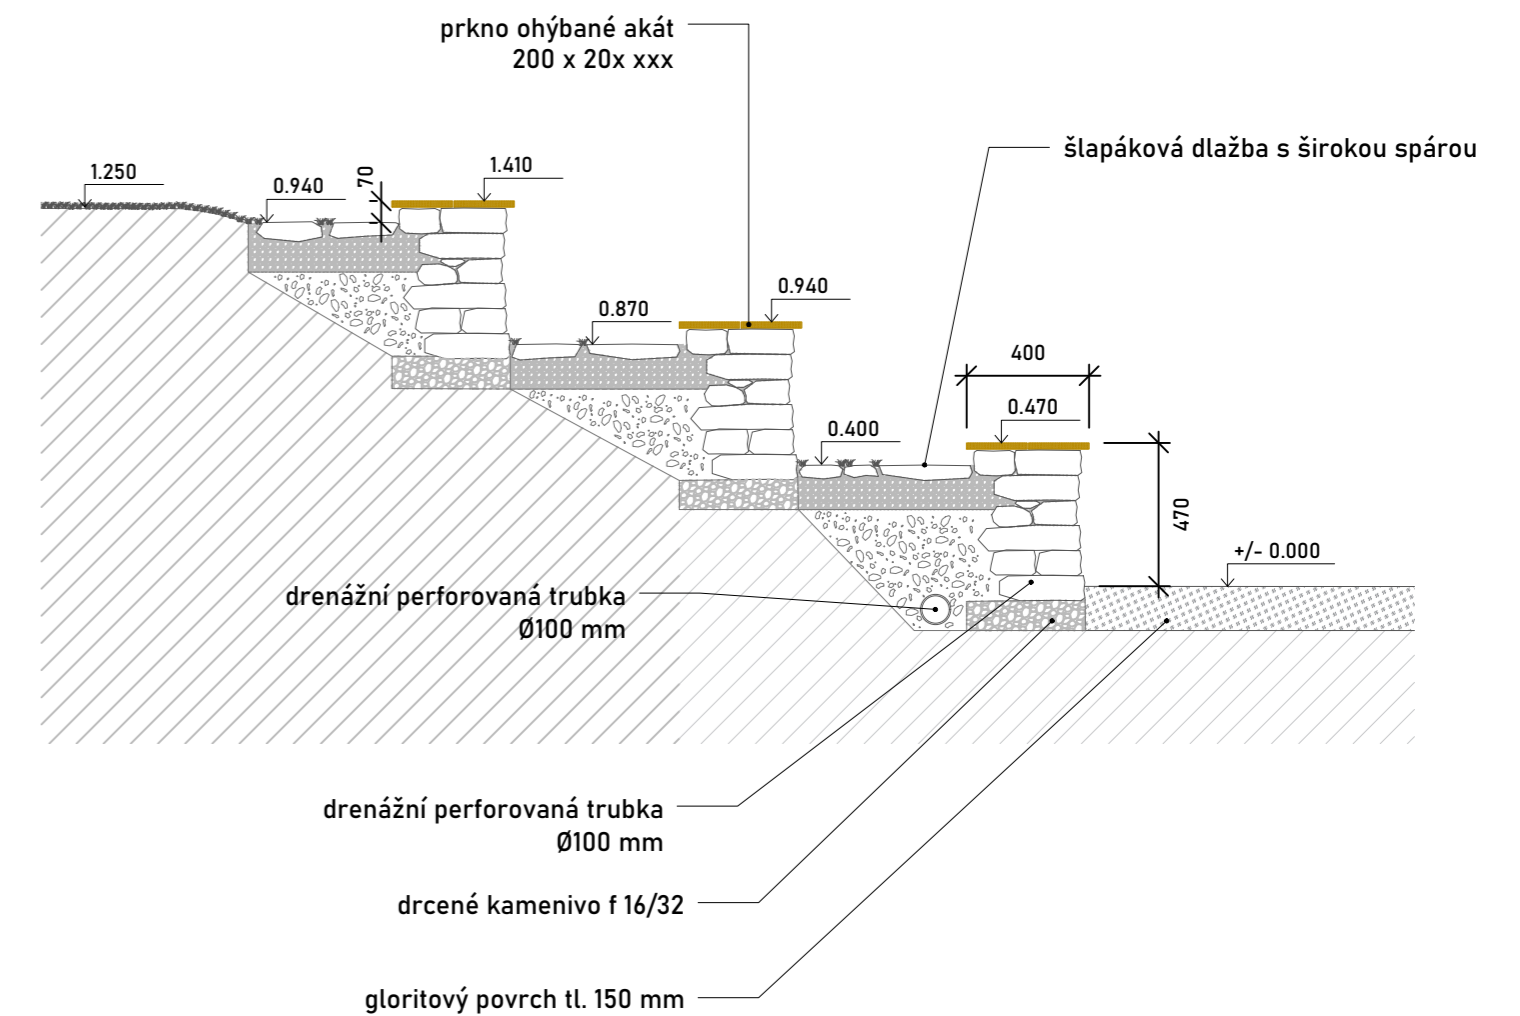 prkno ohýbané akát
200 x 20x xxx
šlapáková dlažba s širokou spárou
1.250
0.940
70
1.410
0.870
0.940
400
0.470
0.400
470
+/- 0.000
drenážní perforovaná trubka
Ø100 mm
drenážní perforovaná trubka
Ø100 mm
drcené kamenivo f 16/32
gloritový povrch tl. 150 mm